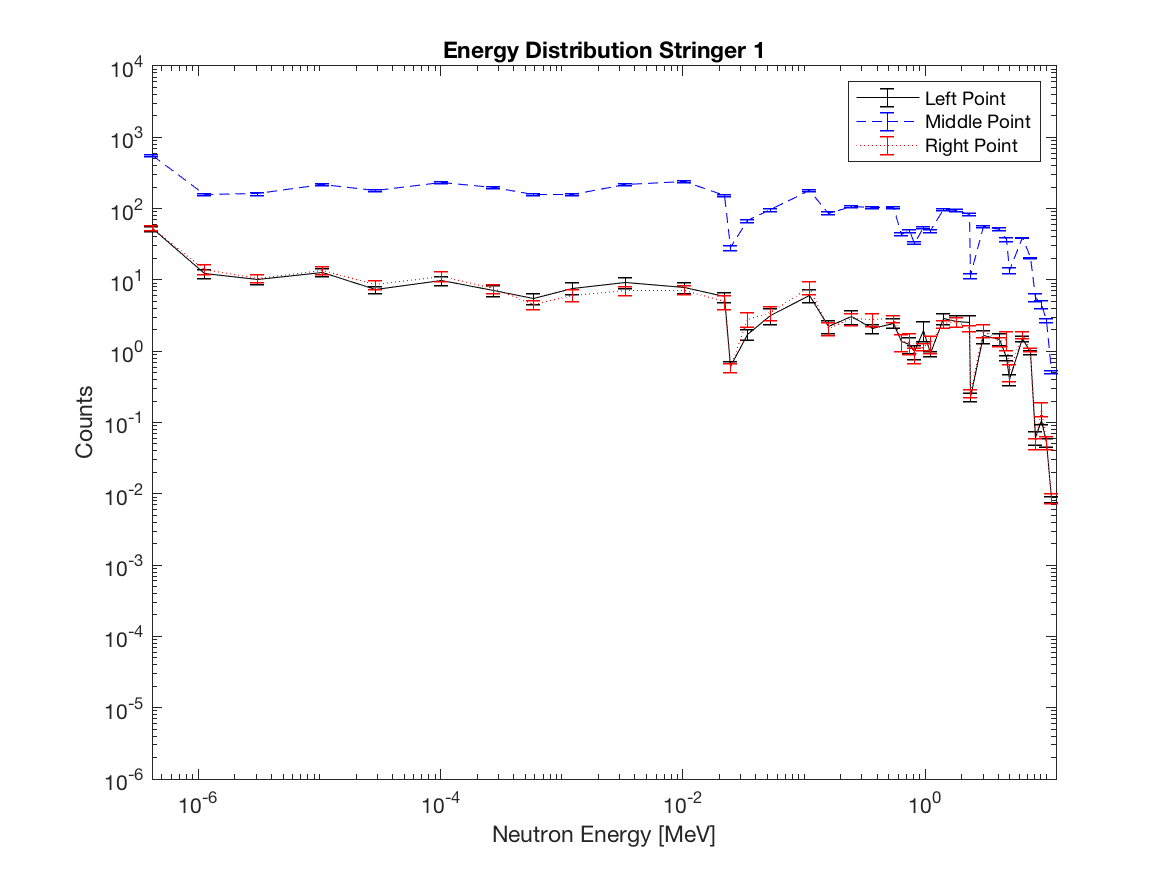 Energy Distribution Stringer 1
Left Point
Middle Point
Right Point
10^4
10^3
10^2
10^1
10^0
10^-1
10^-2
10^-3
10^-4
10^-5
10^-6
Counts
10^-6 10^-4 10^-2 10^0
Neutron Energy [MeV]